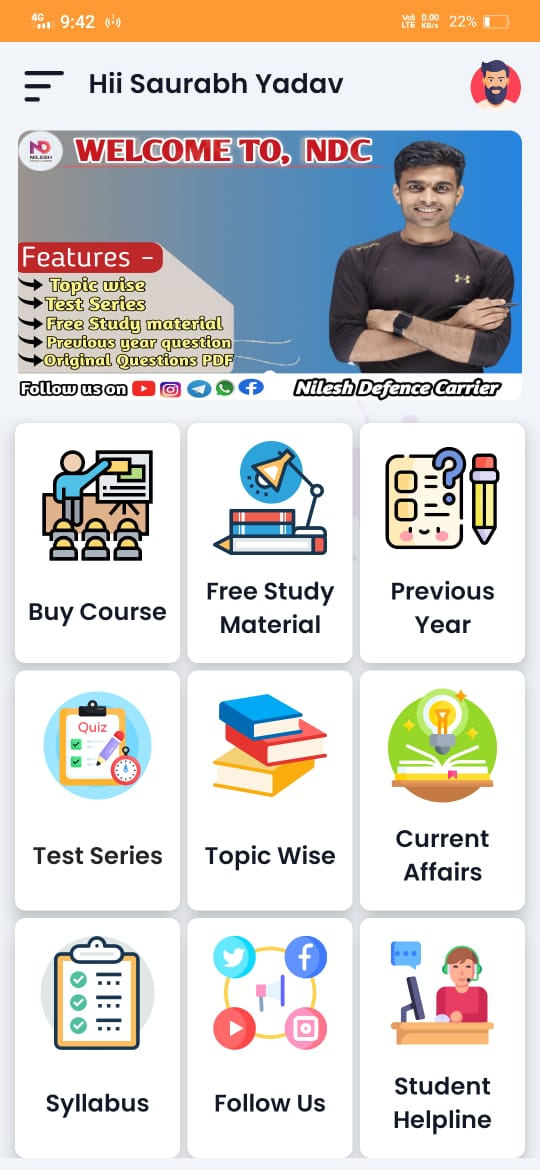 4G
9:42
Vo)
LTE
0.00
KB/s
22%
Hii Saurabh Yadav
ND
NILESH
WELCOME TO, NDC
Features -
Topic wise
Test Series
Free Study material
Previous year question
Original Questions PDF
Follow us on
Nilesh Defence Carrier
Buy Course
Free Study
Material
Previous
Year
Quiz
Test Series
Topic Wise
Current
Affairs
Syllabus
Follow Us
Student
Helpline